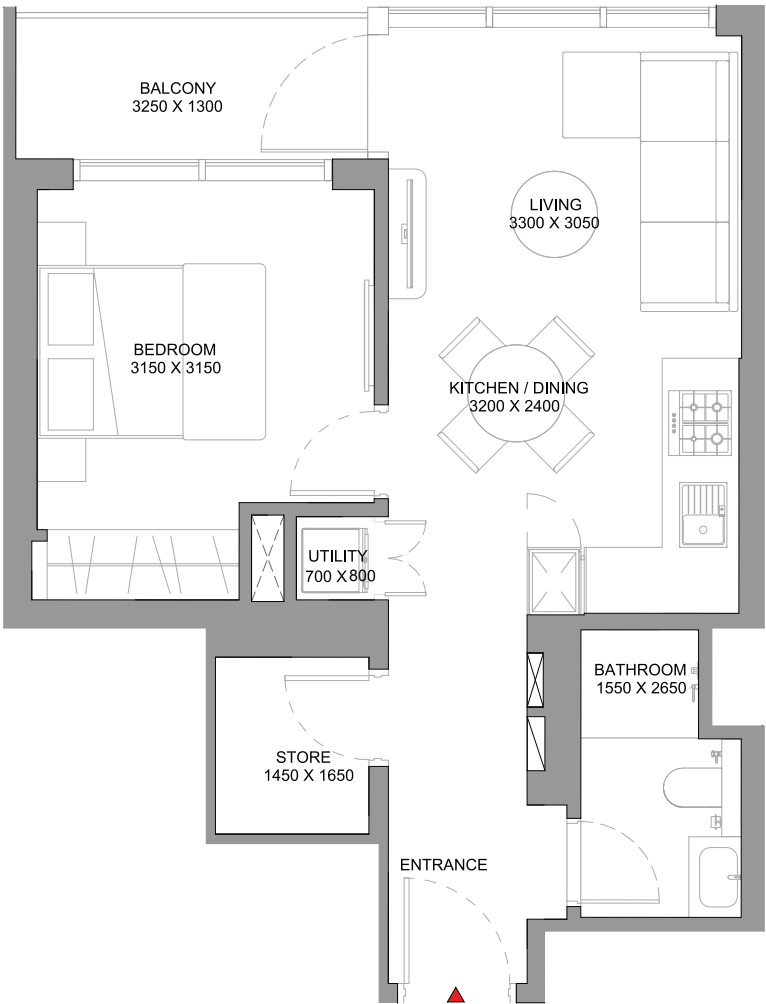 BALCONY
3250 X 1300
LIVING
3300 X 3050
BEDROOM
3150 X 3150
KITCHEN / DINING
3200 X 2400
UTILITY
700 X 800
BATHROOM
1550 X 2650
STORE
1450 X 1650
ENTRANCE